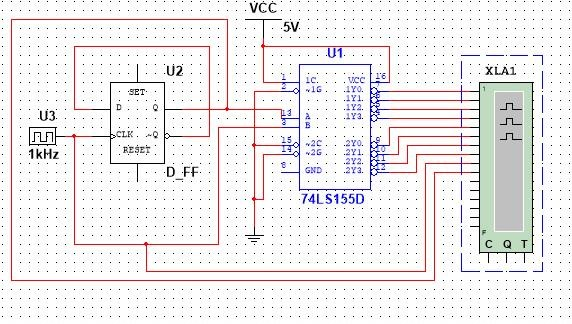 VCC
5V
U1
XLA1
U2
SET
D
Q
CLK
~Q
RESET
D_FF
U3
1kHz
1
1C
VCC
16
2
~1G
1Y0
7
1Y1
6
1Y2
5
13
A
1Y3
4
3
B
15
~2C
2Y0
9
14
~2G
2Y1
10
2Y2
11
8
GND
2Y3
12
74LS155D
1
F
C Q T